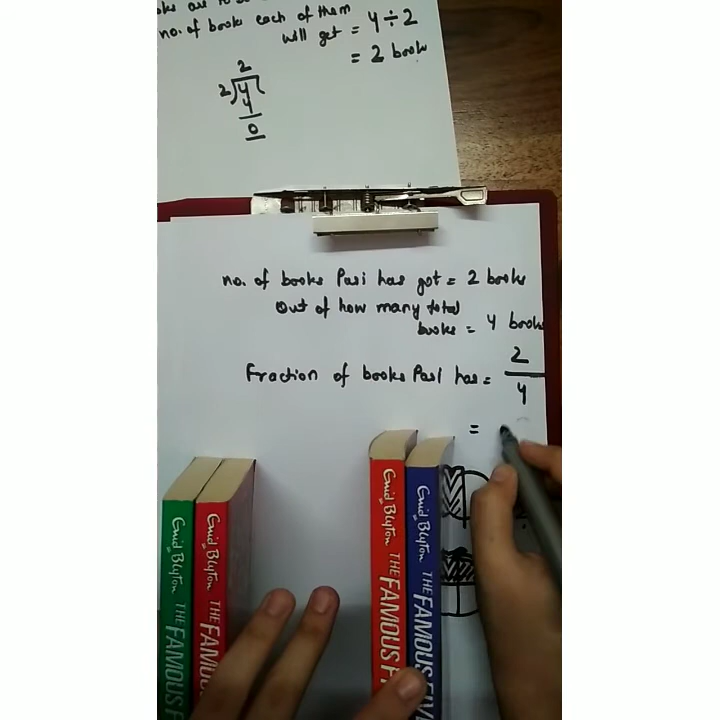 no. of books each of them
will get = 4 ÷ 2
= 2 books
2
2 4
4
0
no. of books Pari has got = 2 books
Out of how many total
books = 4 books
Fraction of books Pari has = 2
4
=
Enid Blyton THE FAMOUS
Enid Blyton THE FAMOUS
Enid Blyton THE FAMOUS
Enid Blyton THE FAMOUS FIVE